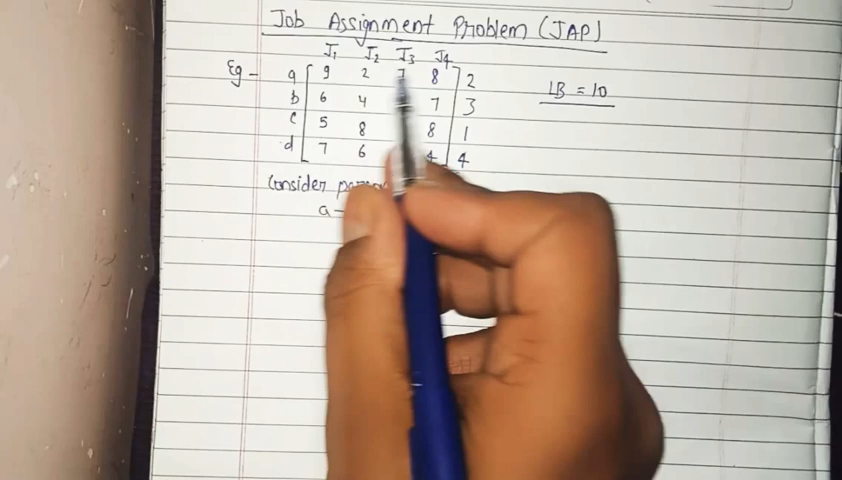 Job Assignment Problem (JAP)
J1 J2 J3 J4
Eg - a 9 2 7 8 2
LB = 10
b 6 4 7 3
c 5 8 8 1
d 7 6 4 4
Consider
a -